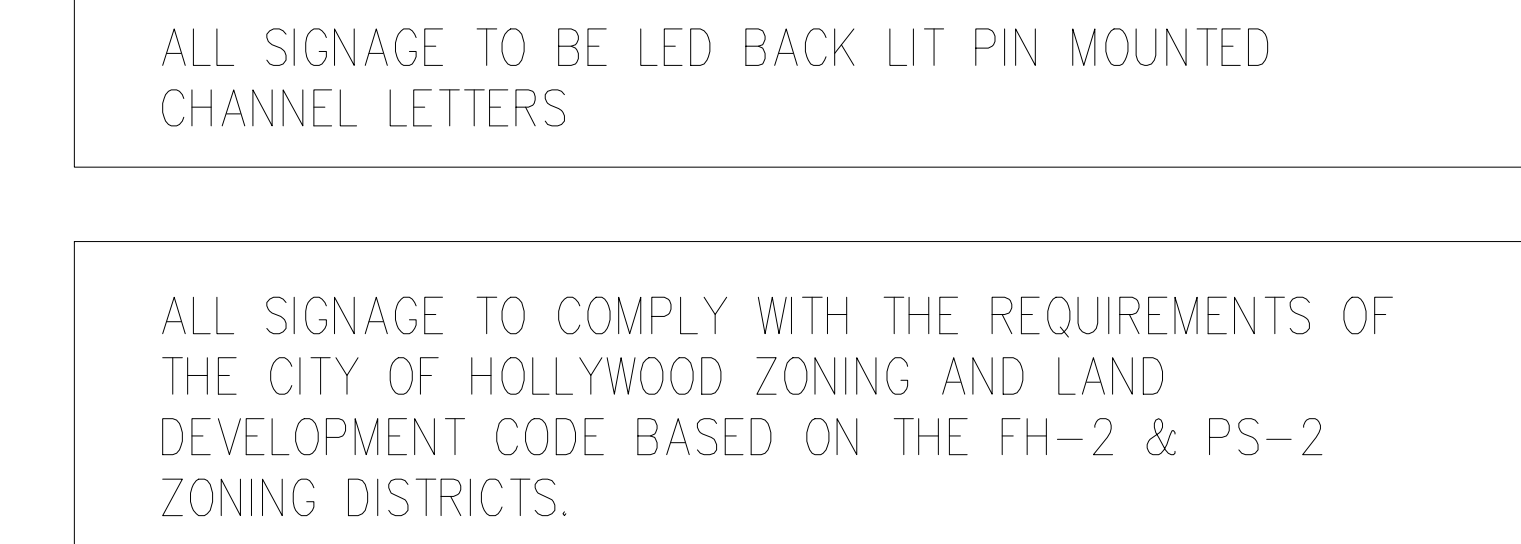 ALL SIGNAGE TO BE LED BACK LIT PIN MOUNTED
CHANNEL LETTERS
ALL SIGNAGE TO COMPLY WITH THE REQUIREMENTS OF
THE CITY OF HOLLYWOOD ZONING AND LAND
DEVELOPMENT CODE BASED ON THE FH-2 & PS-2
ZONING DISTRICTS.